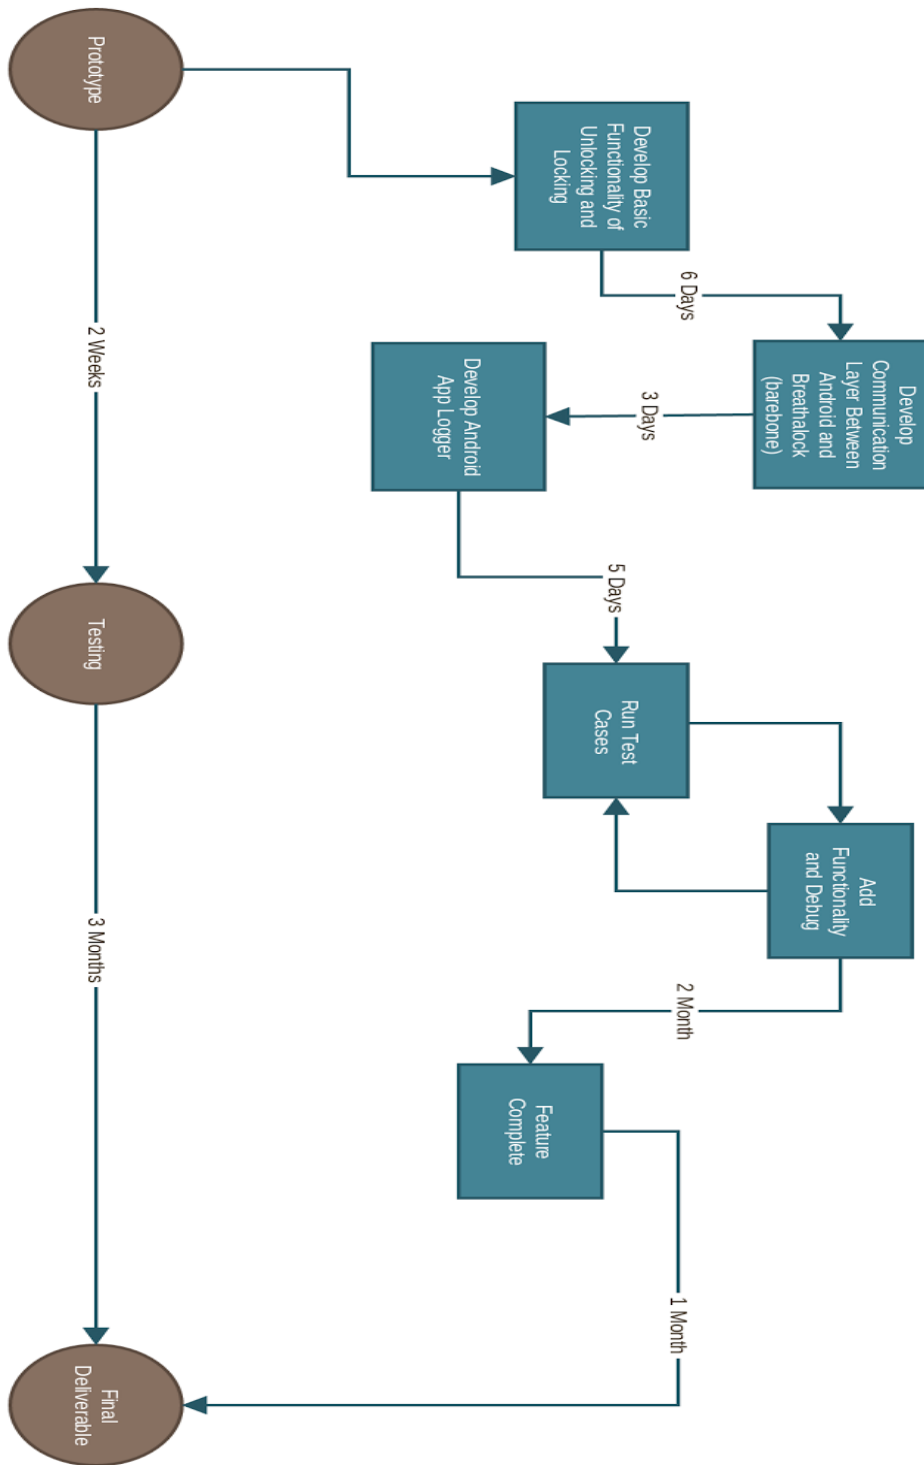 Develop
Communication
Layer Between
Android and
Breathalock
(barebone)
Add
Functionality
and Debug
6 Days
2 Month
1 Month
Develop Basic
Functionality of
Unlocking and
Locking
3 Days
Run Test
Cases
5 Days
Feature
Complete
Develop Android
App Logger
Prototype
2 Weeks
Testing
3 Months
Final
Deliverable